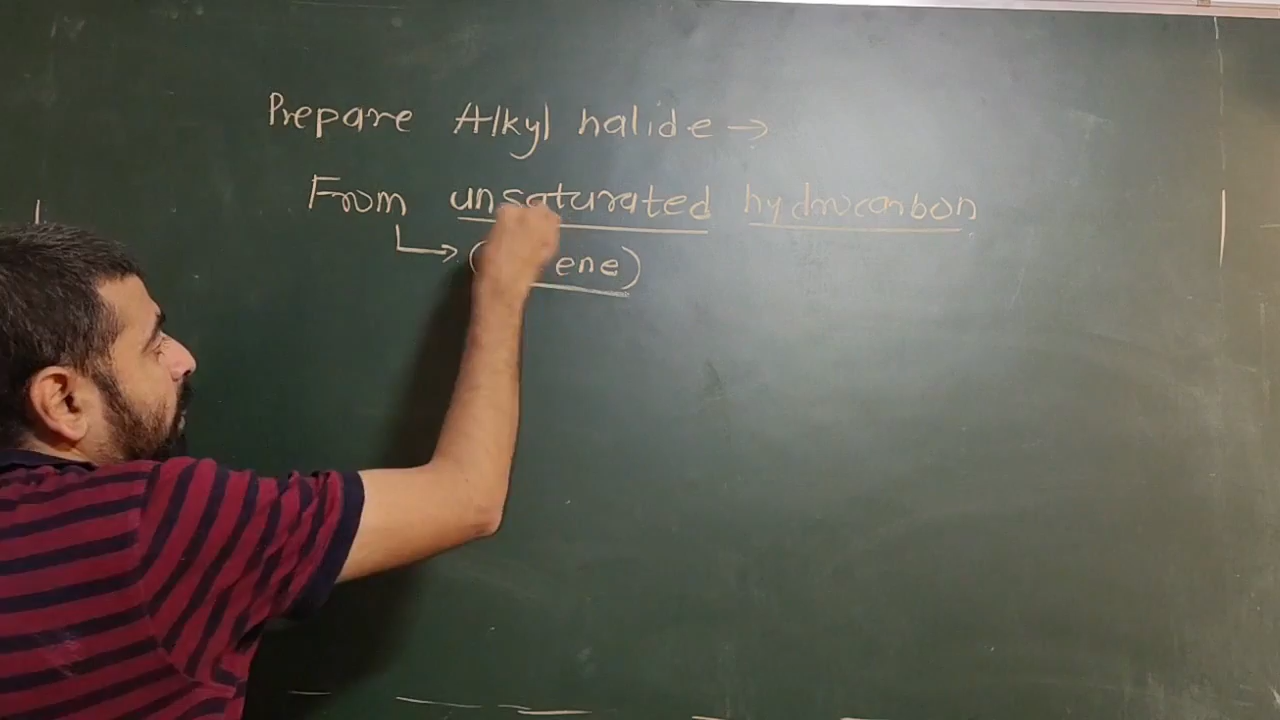 Prepare Alkyl halide →
From unsaturated hydrocarbon
↳ ( ene)